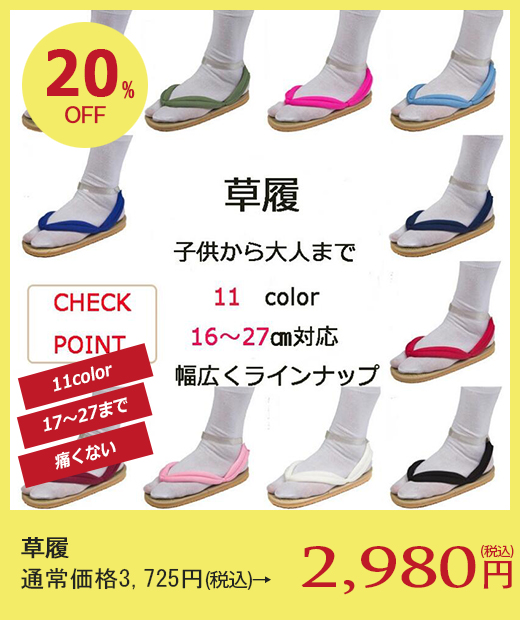 20%
OFF
草履
子供から大人まで
11 color
16～27㎝対応
幅広くラインナップ
CHECK
POINT
11color
17～27まで
痛くない
草履
通常価格3,725円(税込)→
2,980円(税込)